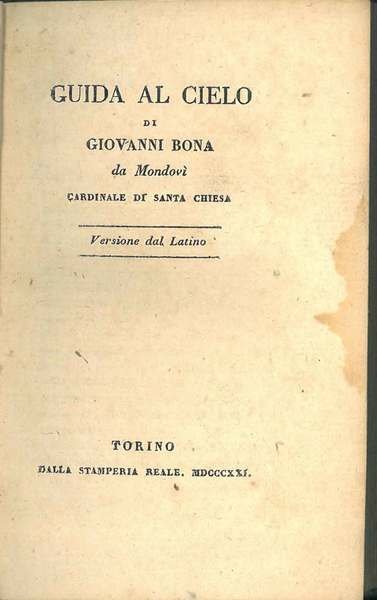 GUIDA AL CIELO
DI
GIOVANNI BONA
da Mondovì
CARDINALE DI SANTA CHIESA
Versione dal Latino
TORINO
DALLA STAMPERIA REALE. MDCCCXXI.